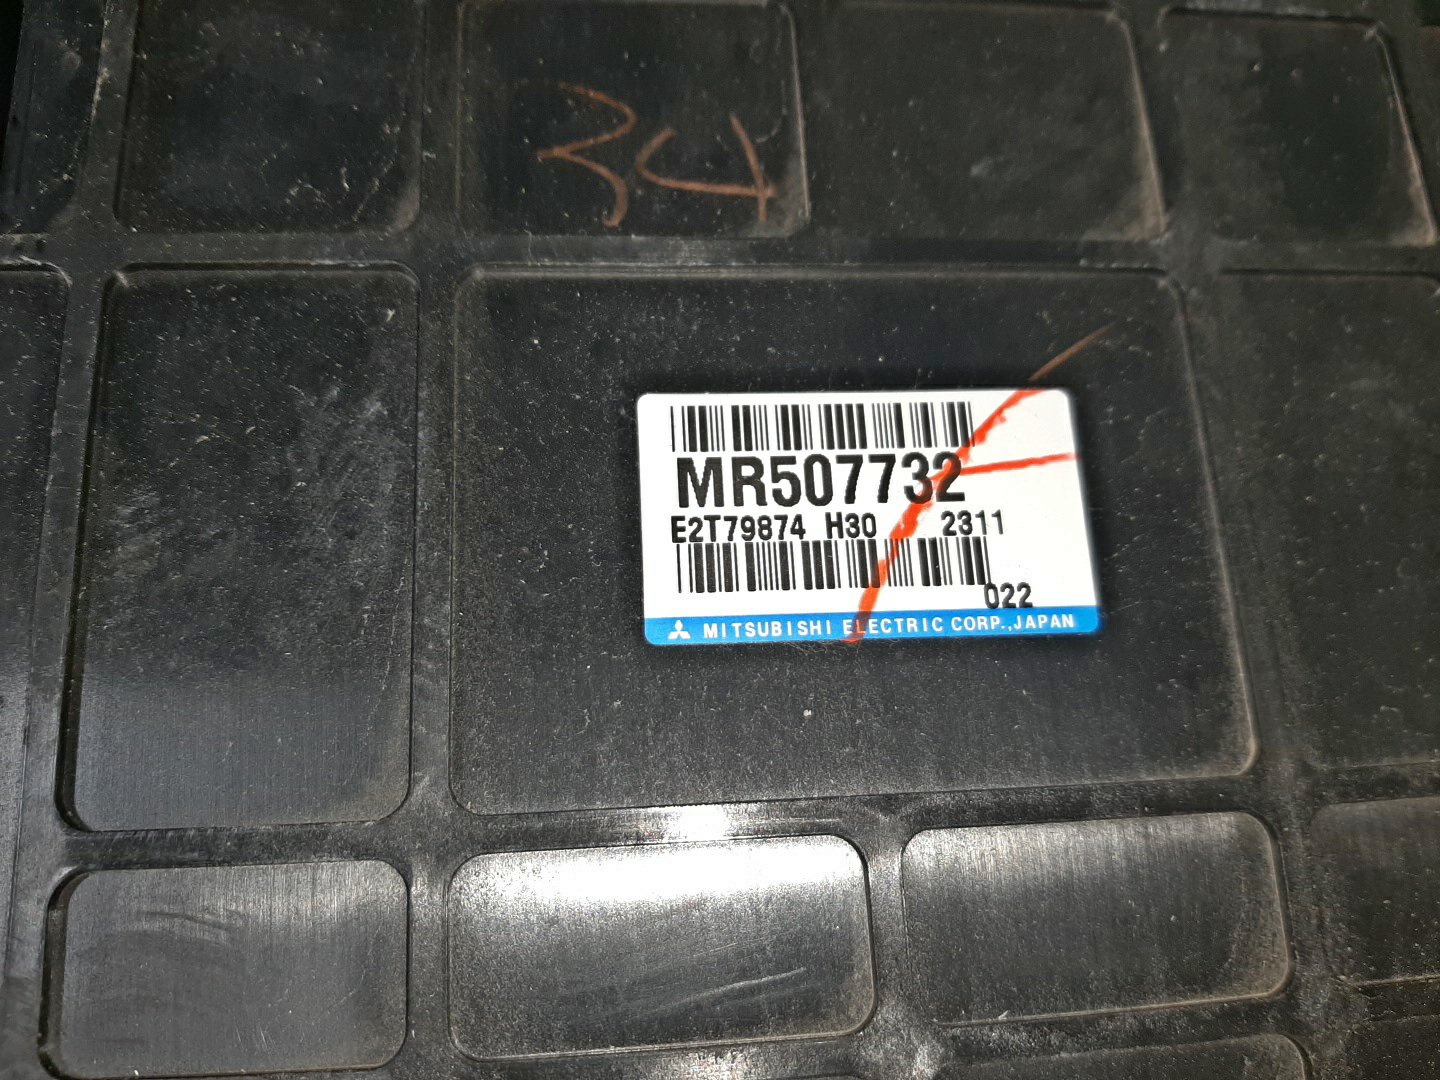 34
MR507732
E2T79874 H30 2311
022
MITSUBISHI ELECTRIC CORP.,JAPAN